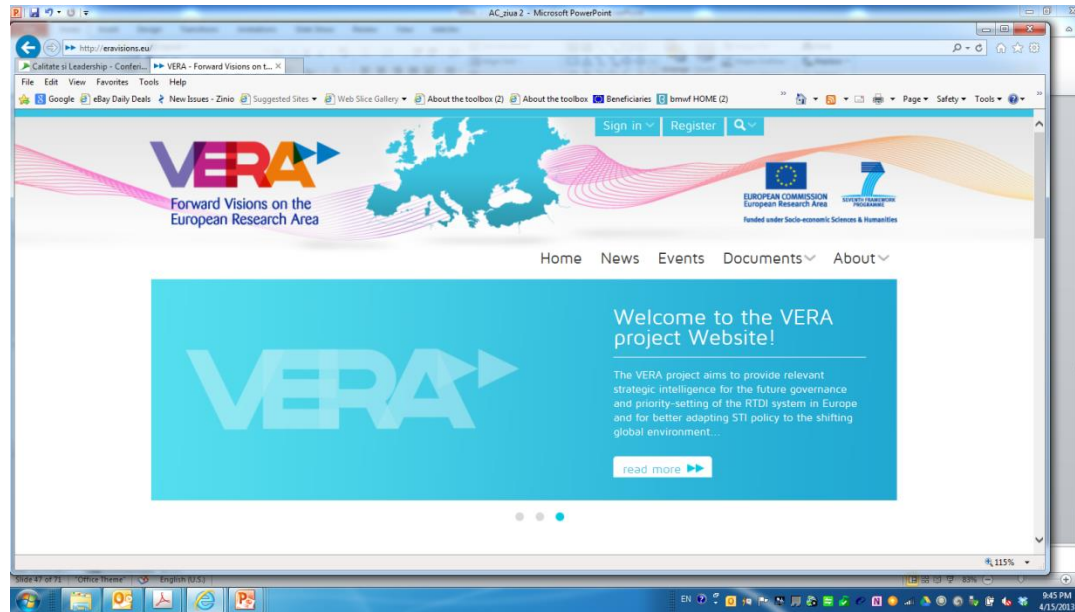 AC_ziua 2 - Microsoft PowerPoint
http://eravisions.eu/
Calitate si Leadership - Conferi...
VERA - Forward Visions on t...
File Edit View Favorites Tools Help
Google eBay Daily Deals New Issues - Zinio Suggested Sites Web Slice Gallery About the toolbox (2) About the toolbox Beneficiaries bmwf HOME (2) Page Safety Tools
Sign in Register
VERA
Forward Visions on the
European Research Area
EUROPEAN COMMISSION
European Research Area
SEVENTH FRAMEWORK
PROGRAMME
Funded under Socio-economic Sciences & Humanities
Home News Events Documents About
VERA
Welcome to the VERA
project Website!
The VERA project aims to provide relevant
strategic intelligence for the future governance
and priority-setting of the RTDI system in Europe
and for better adapting STI policy to the shifting
global environment...
read more
115%
Slide 47 of 71 "Office Theme" English (U.S.) 83%
EN
9:45 PM